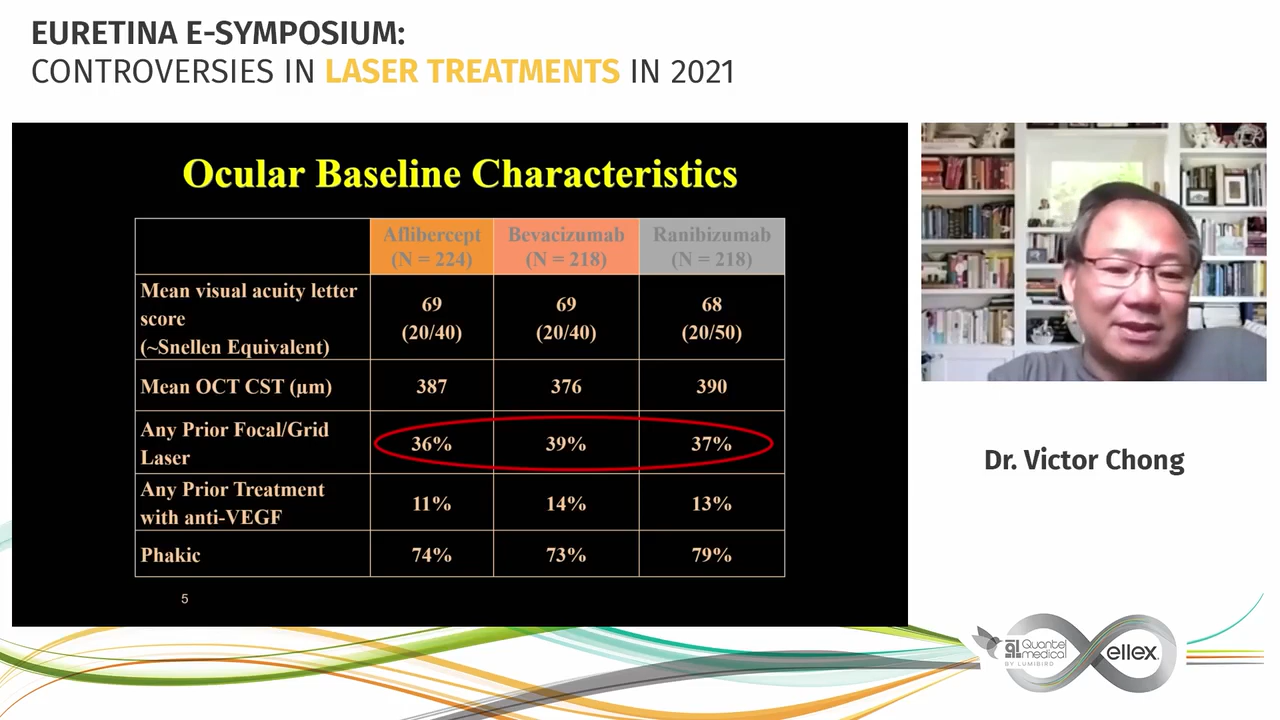 EURETINA E-SYMPOSIUM:
CONTROVERSIES IN LASER TREATMENTS IN 2021
Ocular Baseline Characteristics
Aflibercept Bevacizumab Ranibizumab
(N = 224) (N = 218) (N = 218)
Mean visual acuity letter
score
(~Snellen Equivalent)
69 69 68
(20/40) (20/40) (20/50)
Mean OCT CST (µm) 387 376 390
Any Prior Focal/Grid
Laser
36% 39% 37%
Any Prior Treatment
with anti-VEGF
11% 14% 13%
Phakic 74% 73% 79%
5
Dr. Victor Chong
Quantel
medical
BY LUMIBIRD
ellex.